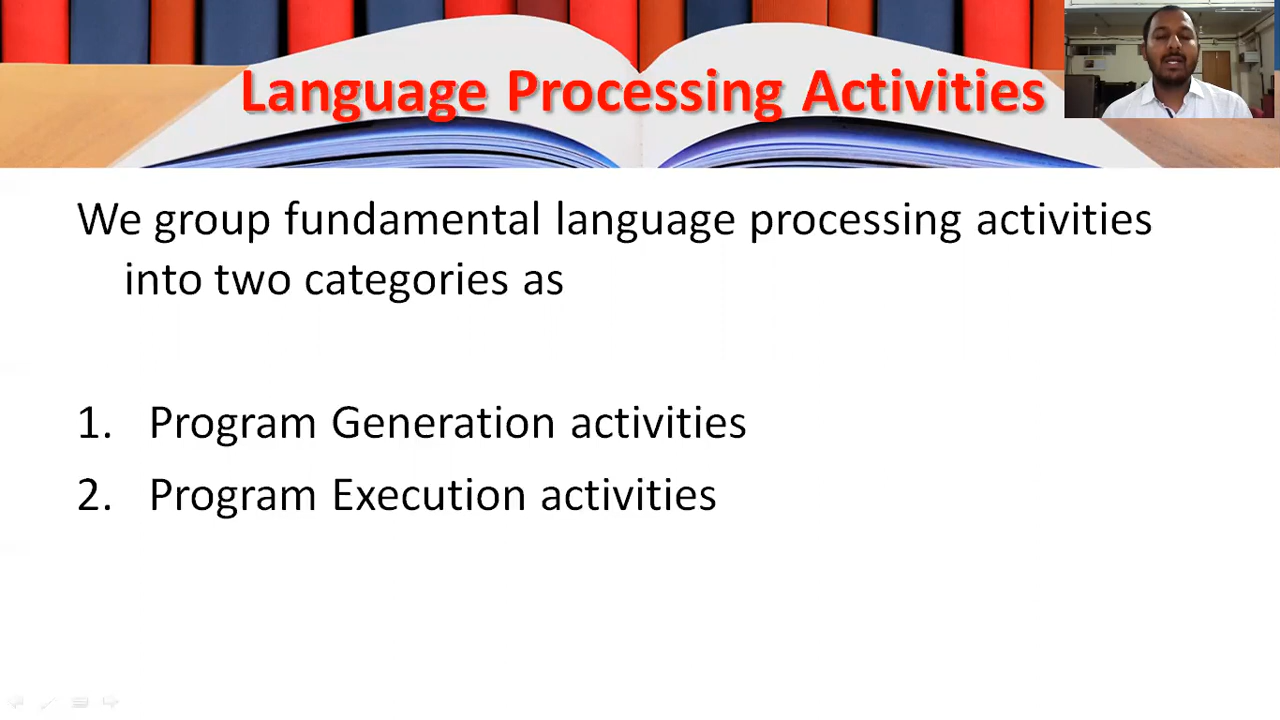 Language Processing Activities
We group fundamental language processing activities
into two categories as
1. Program Generation activities
2. Program Execution activities